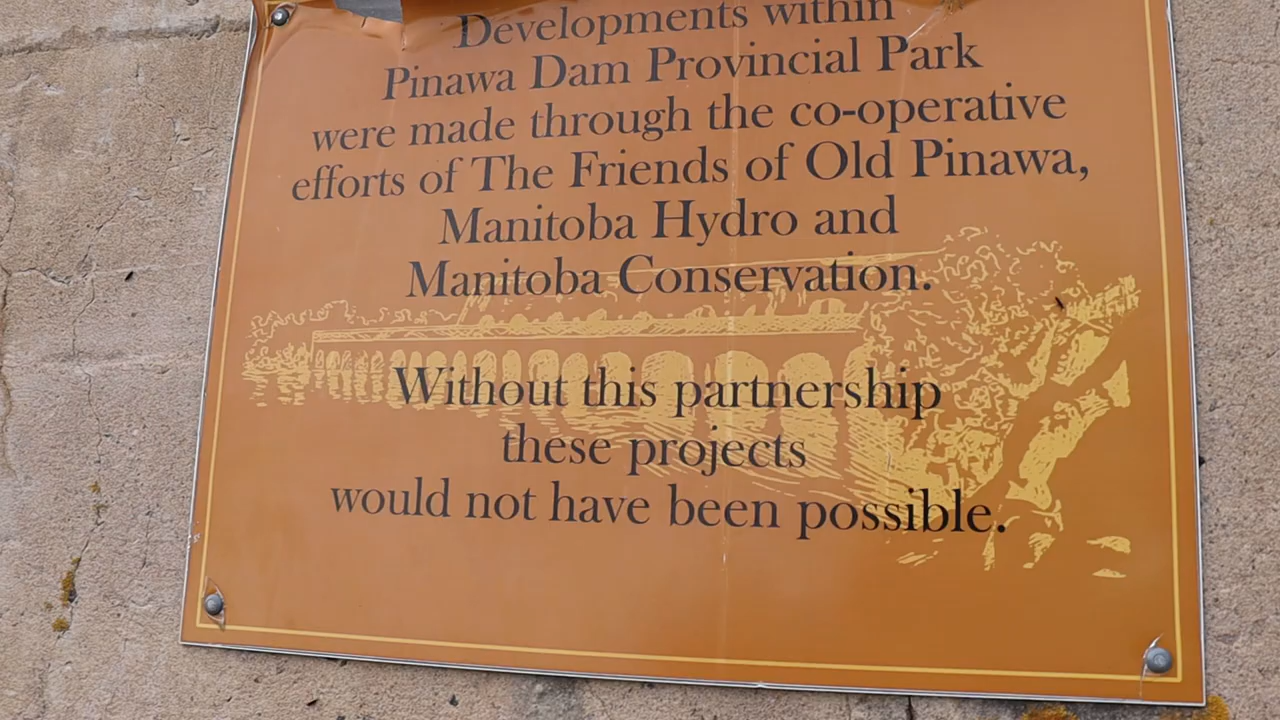 Developments within
Pinawa Dam Provincial Park
were made through the co-operative
efforts of The Friends of Old Pinawa,
Manitoba Hydro and
Manitoba Conservation.
Without this partnership
these projects
would not have been possible.